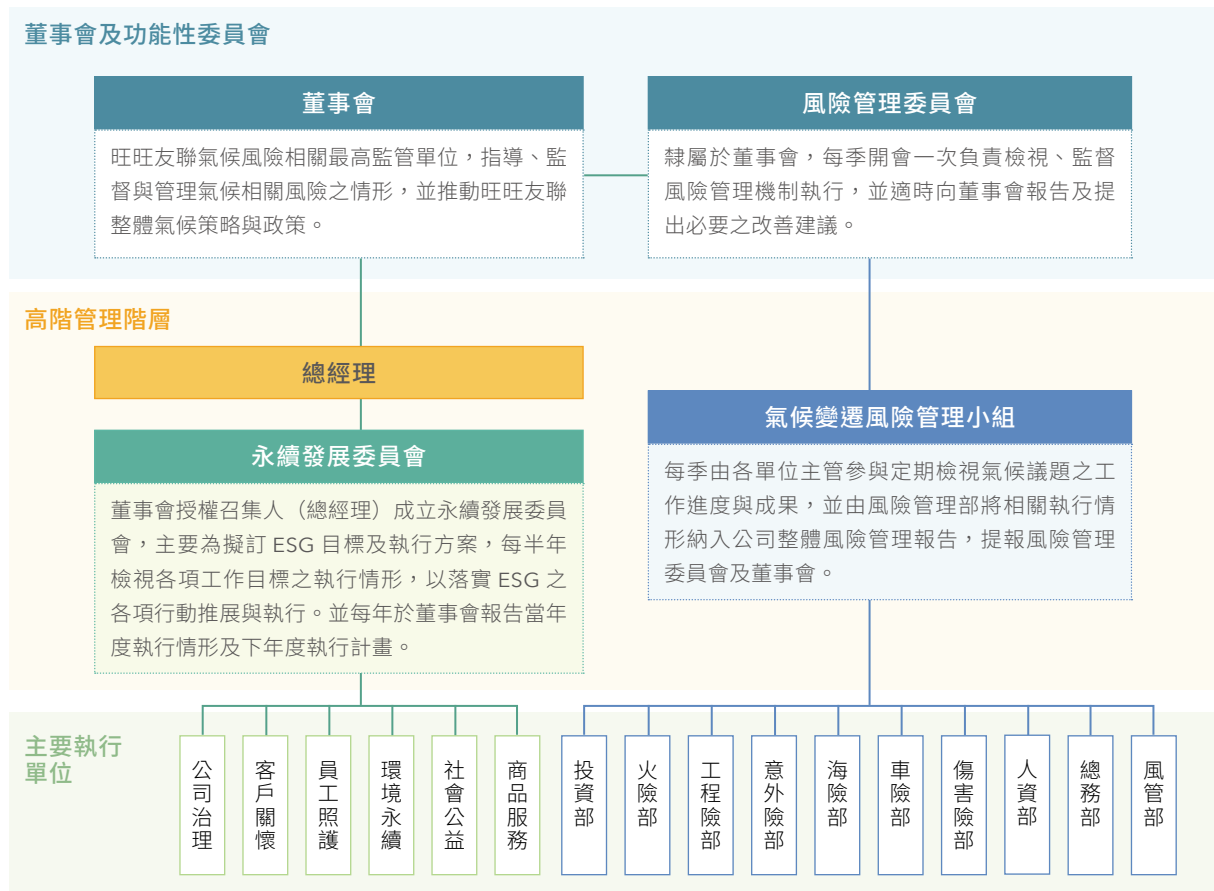 董事會及功能性委員會
董事會
旺旺友聯氣候風險相關最高監管單位，指導、監
督與管理氣候相關風險之情形，並推動旺旺友聯
整體氣候策略與政策。
風險管理委員會
隸屬於董事會，每季開會一次負責檢視、監督
風險管理機制執行，並適時向董事會報告及提
出必要之改善建議。
高階管理階層
總經理
永續發展委員會
董事會授權召集人（總經理）成立永續發展委員
會，主要為擬訂 ESG 目標及執行方案，每半年
檢視各項工作目標之執行情形，以落實 ESG 之
各項行動推展與執行。並每年於董事會報告當年
度執行情形及下年度執行計畫。
氣候變遷風險管理小組
每季由各單位主管參與定期檢視氣候議題之工
作進度與成果，並由風險管理部將相關執行情
形納入公司整體風險管理報告，提報風險管理
委員會及董事會。
主要執行
單位
公司治理
客戶關懷
員工照護
環境永續
社會公益
商品服務
投資部
火險部
工程險部
意外險部
海險部
車險部
傷害險部
人資部
總務部
風管部